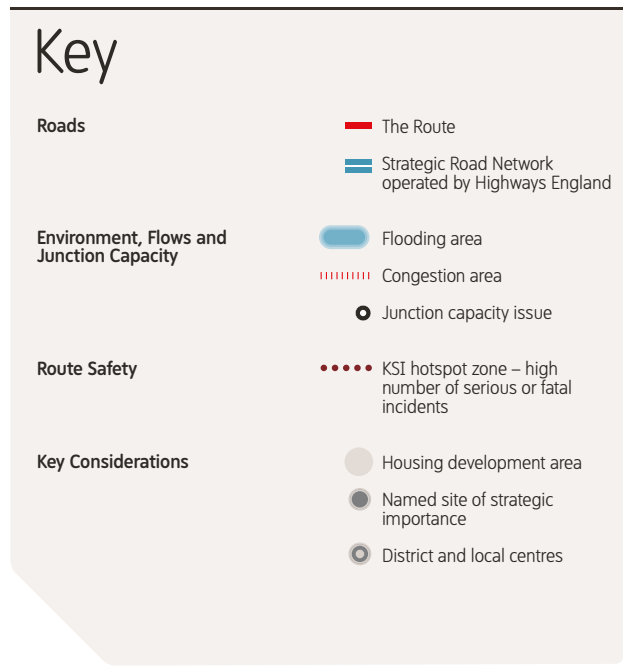 Key
Roads
The Route
Strategic Road Network
operated by Highways England
Environment, Flows and
Junction Capacity
Flooding area
Congestion area
Junction capacity issue
Route Safety
KSI hotspot zone – high
number of serious or fatal
incidents
Key Considerations
Housing development area
Named site of strategic
importance
District and local centres